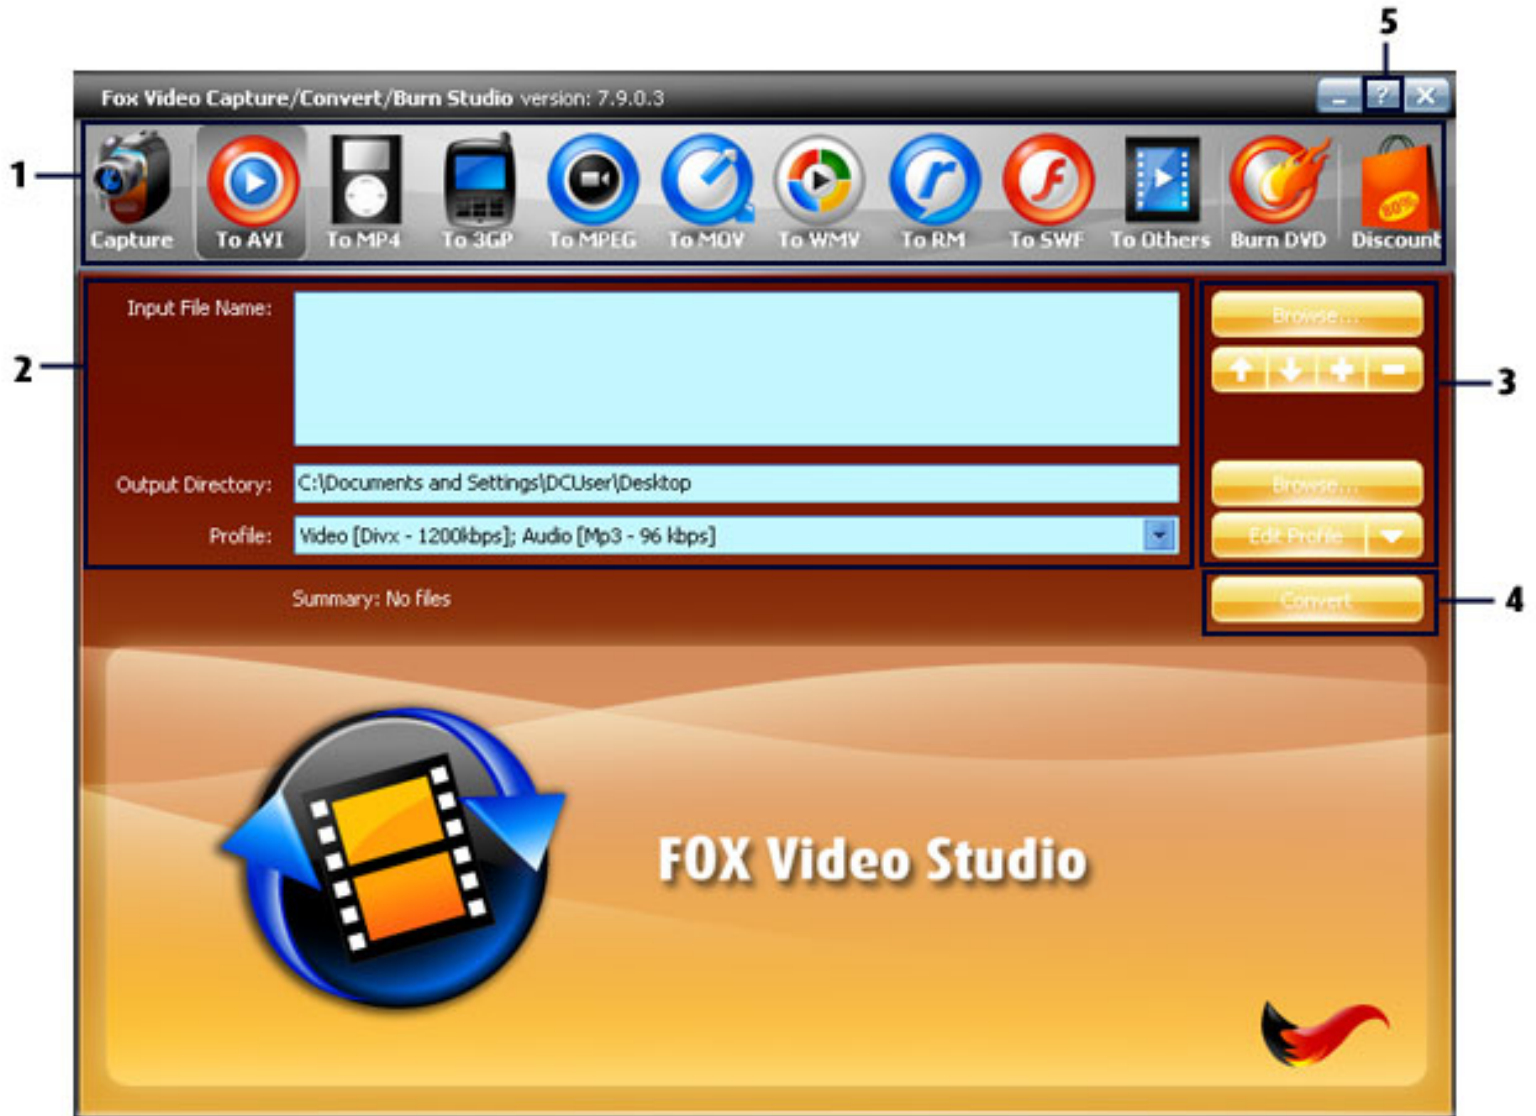 5
Fox Video Capture/Convert/Burn Studio version: 7.9.0.3
?
1
Capture
To AVI
To MP4
To 3GP
To MPEG
To MOV
To WMV
To RM
To SWF
To Others
Burn DVD
80%
Discount
2
Input File Name:
Browse...
3
Output Directory: C:\Documents and Settings\DCUser\Desktop
Browse...
Profile: Video [Divx - 1200kbps]; Audio [Mp3 - 96 kbps]
Edit Profile
Summary: No files
Convert
4
FOX Video Studio